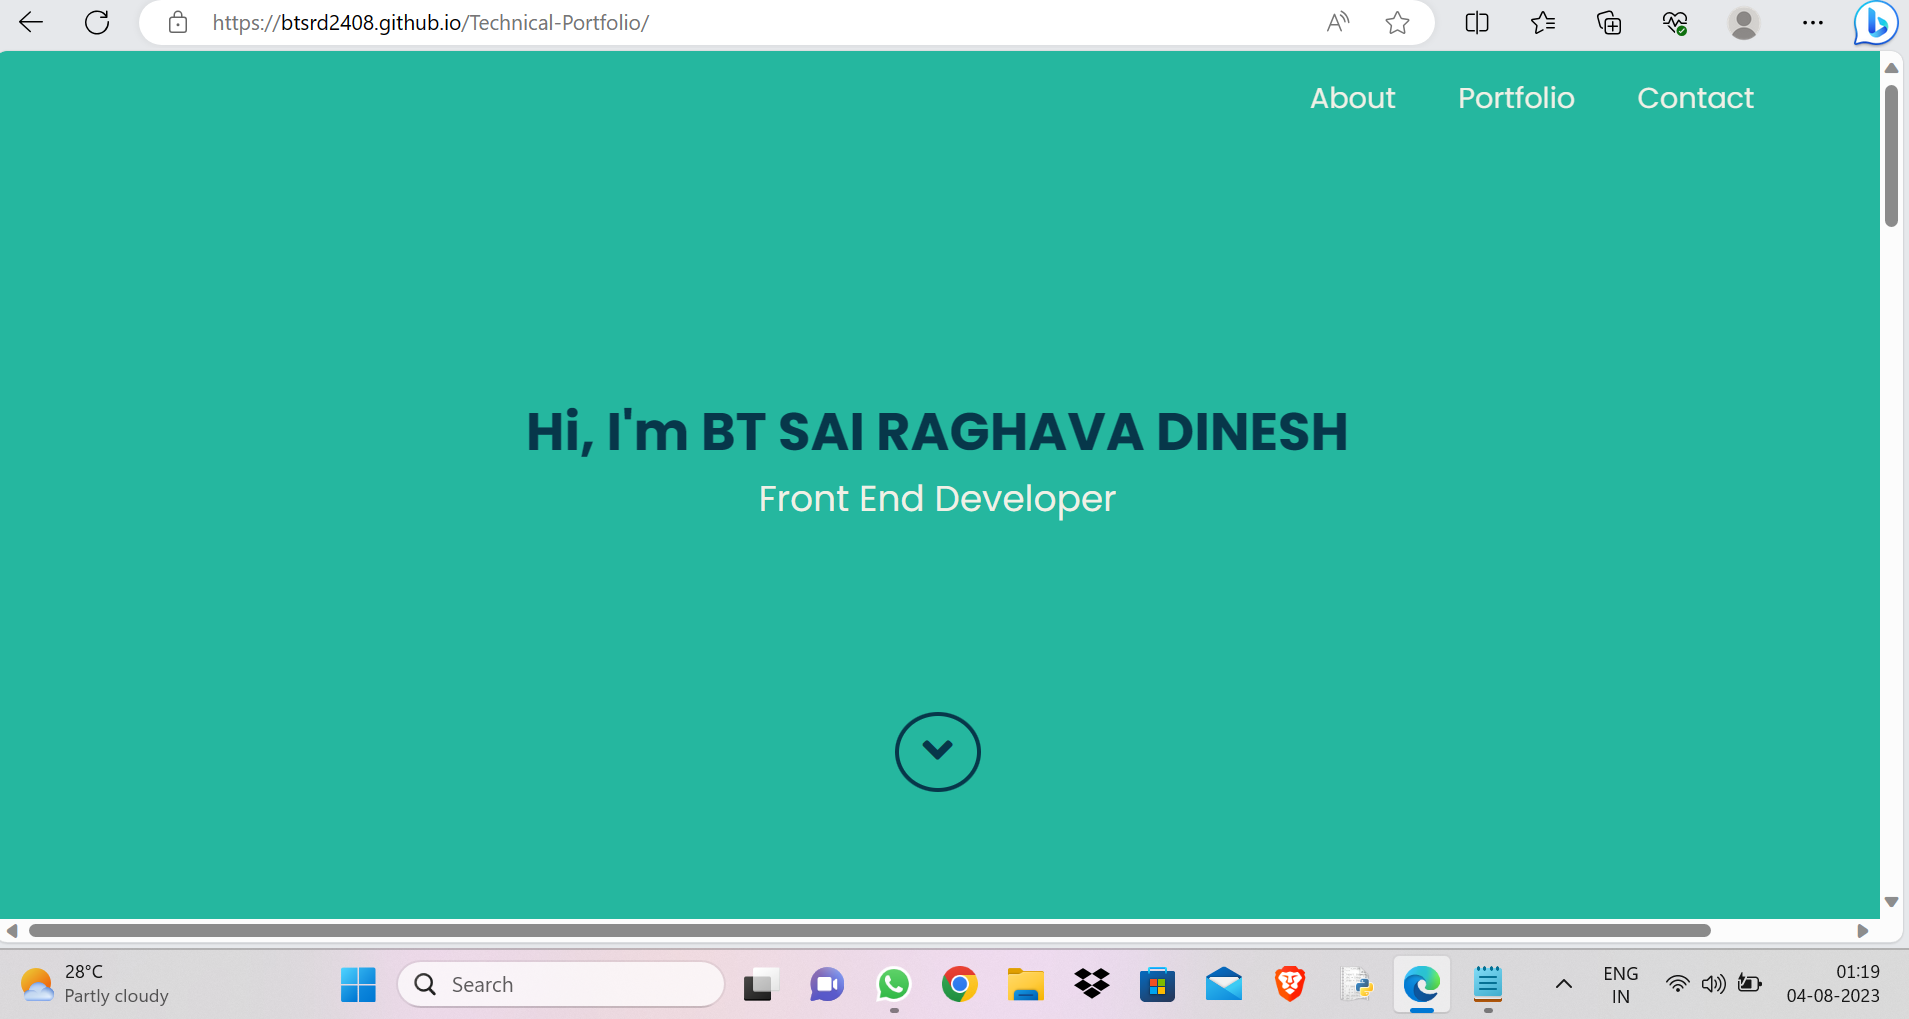 https://btsrd2408.github.io/Technical-Portfolio/
About Portfolio Contact
Hi, I'm BT SAI RAGHAVA DINESH
Front End Developer
28°C
Partly cloudy
Search
ENG
IN
01:19
04-08-2023